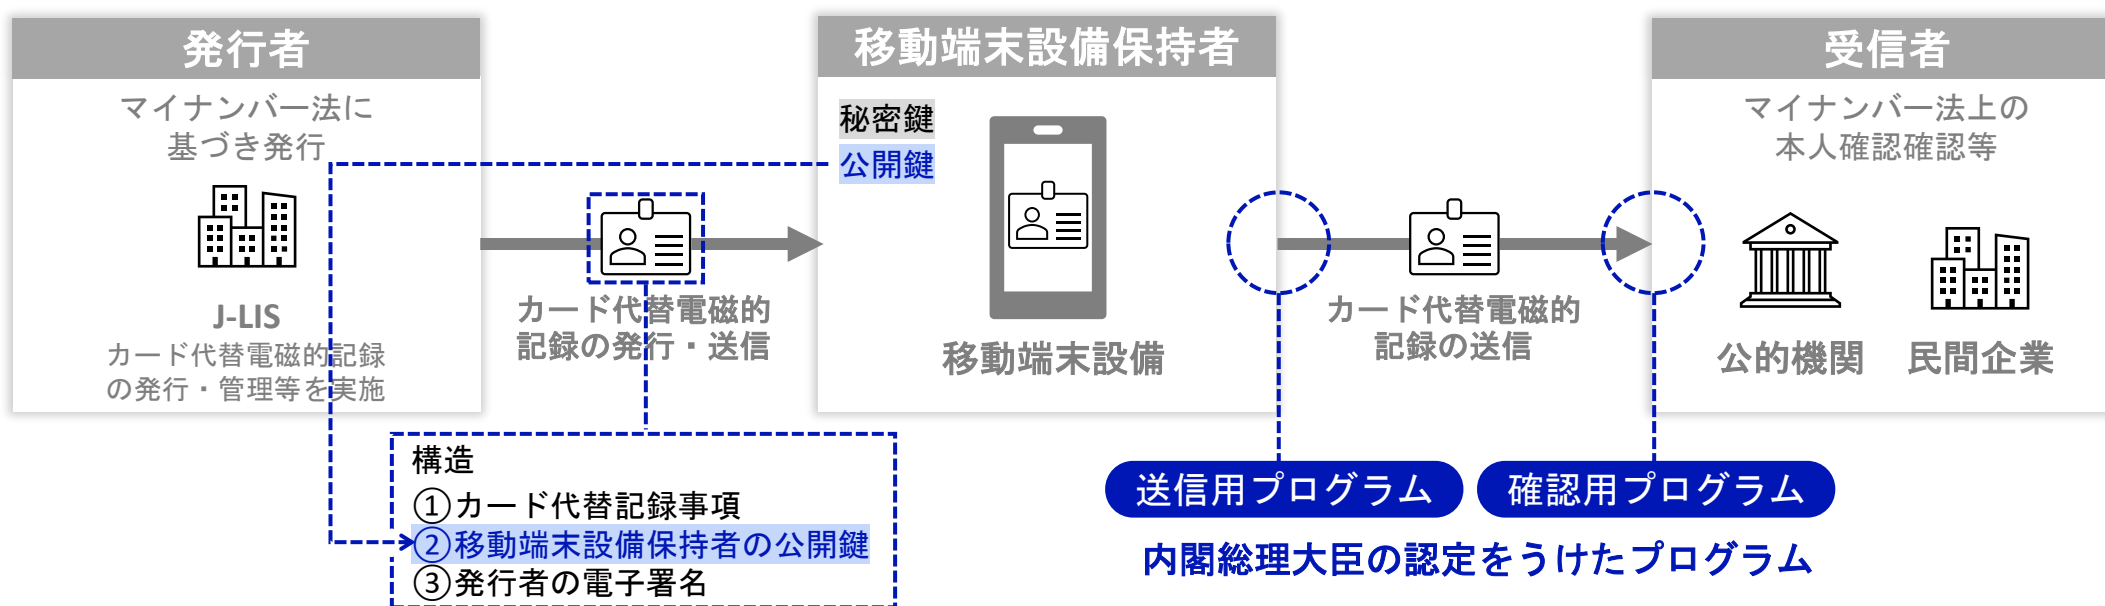 発行者
マイナンバー法に
基づき発行
J-LIS
カード代替電磁的記録
の発行・管理等を実施
カード代替電磁的
記録の発行・送信
構造
①カード代替記録事項
②移動端末設備保持者の公開鍵
③発行者の電子署名
移動端末設備保持者
秘密鍵
公開鍵
移動端末設備
カード代替電磁的
記録の送信
受信者
マイナンバー法上の
本人確認確認等
公的機関
民間企業
送信用プログラム
確認用プログラム
内閣総理大臣の認定をうけたプログラム